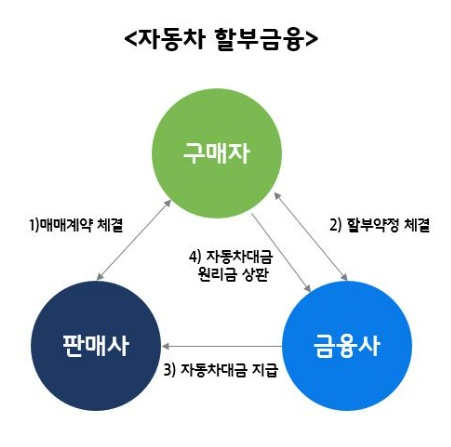 <자동차 할부금융>
구매자
1)매매계약 체결
2) 할부약정 체결
4) 자동차대금
원리금 상환
판매사
금융사
3) 자동차대금 지급